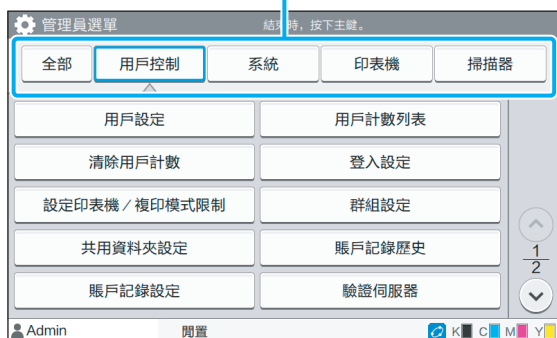 管理員選單 結束時，按下主鍵。
全部 用戶控制 系統 印表機 掃描器
用戶設定 用戶計數列表
清除用戶計數 登入設定
設定印表機／複印模式限制 群組設定
共用資料夾設定 賬戶記錄歷史
1
2
賬戶記錄設定 驗證伺服器
Admin 閒置 K C M Y